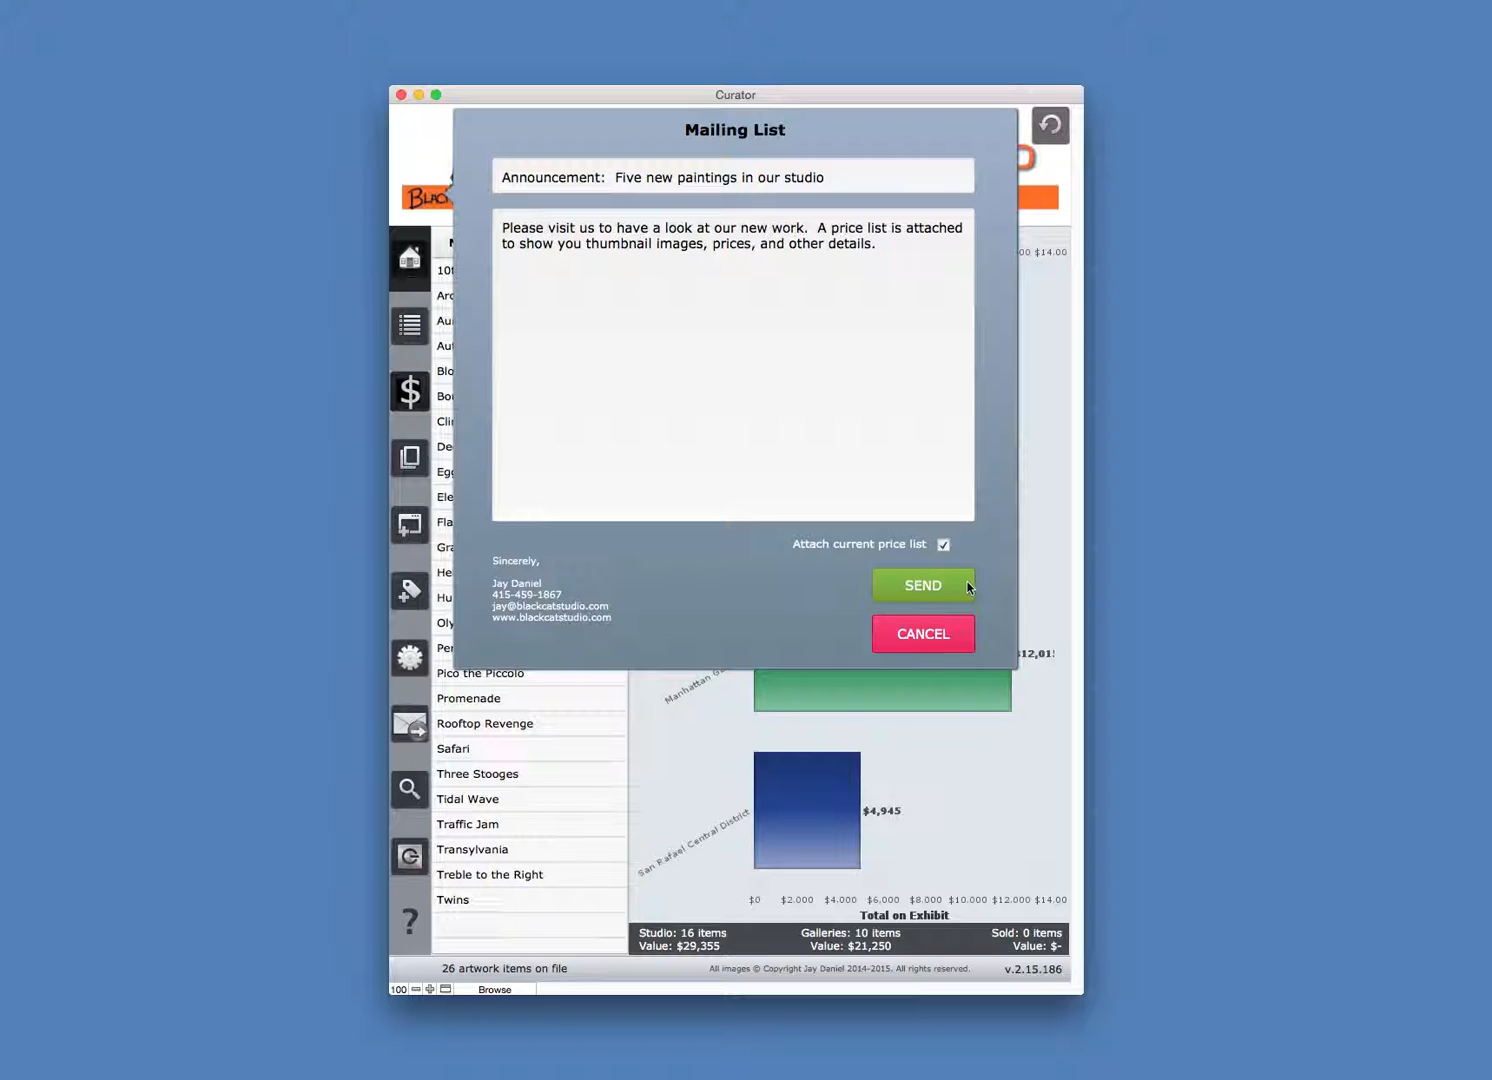 Curator
Mailing List
Announcement:  Five new paintings in our studio
Please visit us to have a look at our new work.  A price list is attached
to show you thumbnail images, prices, and other details.
Attach current price list
Sincerely,
Jay Daniel
415-459-1867
jay@blackcatstudio.com
www.blackcatstudio.com
SEND
CANCEL
$14.00
Pico the Piccolo
Promenade
Rooftop Revenge
Safari
Three Stooges
Tidal Wave
Traffic Jam
Transylvania
Treble to the Right
Twins
Manhattan
$4,945
San Rafael Central District
$0 $2.000 $4.000 $6,000 $8.000 $10.000 $12.000 $14.00
Total on Exhibit
Studio: 16 items Galleries: 10 items Sold: 0 items
Value: $29,355 Value: $21,250 Value: $-
26 artwork items on file All images © Copyright Jay Daniel 2014-2015. All rights reserved. v.2.15.186
100 Browse